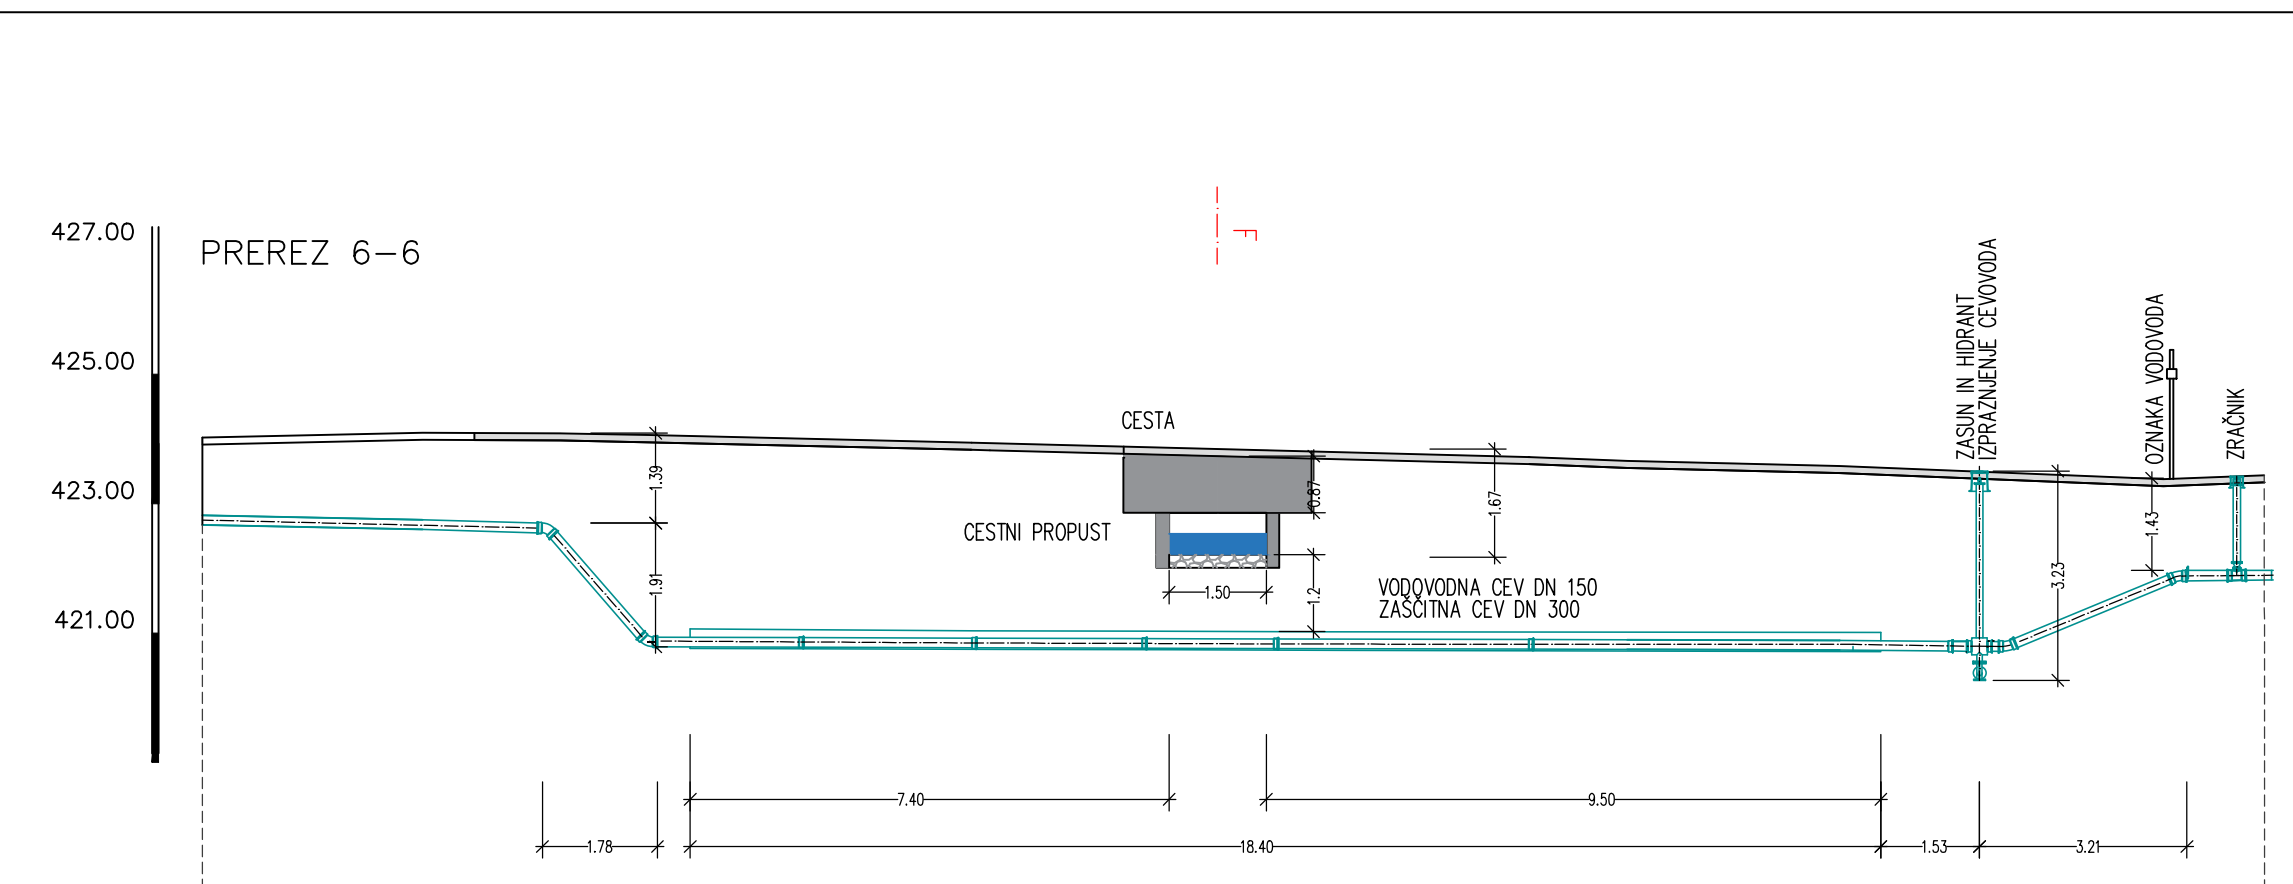 427.00
PREREZ 6-6
F
425.00
423.00
421.00
CESTA
CESTNI PROPUST
ZASUN IN HIDRANT
IZPRAZNJENJE CEVOVODA
OZNAKA VODOVODA
ZRAČNIK
1.39
1.91
0.87
1.67
1.2
1.50
VODOVODNA CEV DN 150
ZAŠČITNA CEV DN 300
3.23
1.43
7.40
9.50
1.78
18.40
1.53
3.21